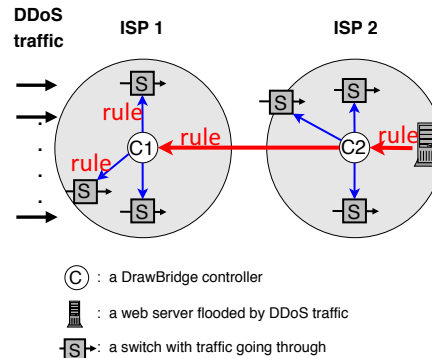 DDoS traffic
ISP 1
ISP 2
S
S
S
rule
rule
rule
rule
C1
C2
S
S
S
C : a DrawBridge controller
: a web server flooded by DDoS traffic
S : a switch with traffic going through